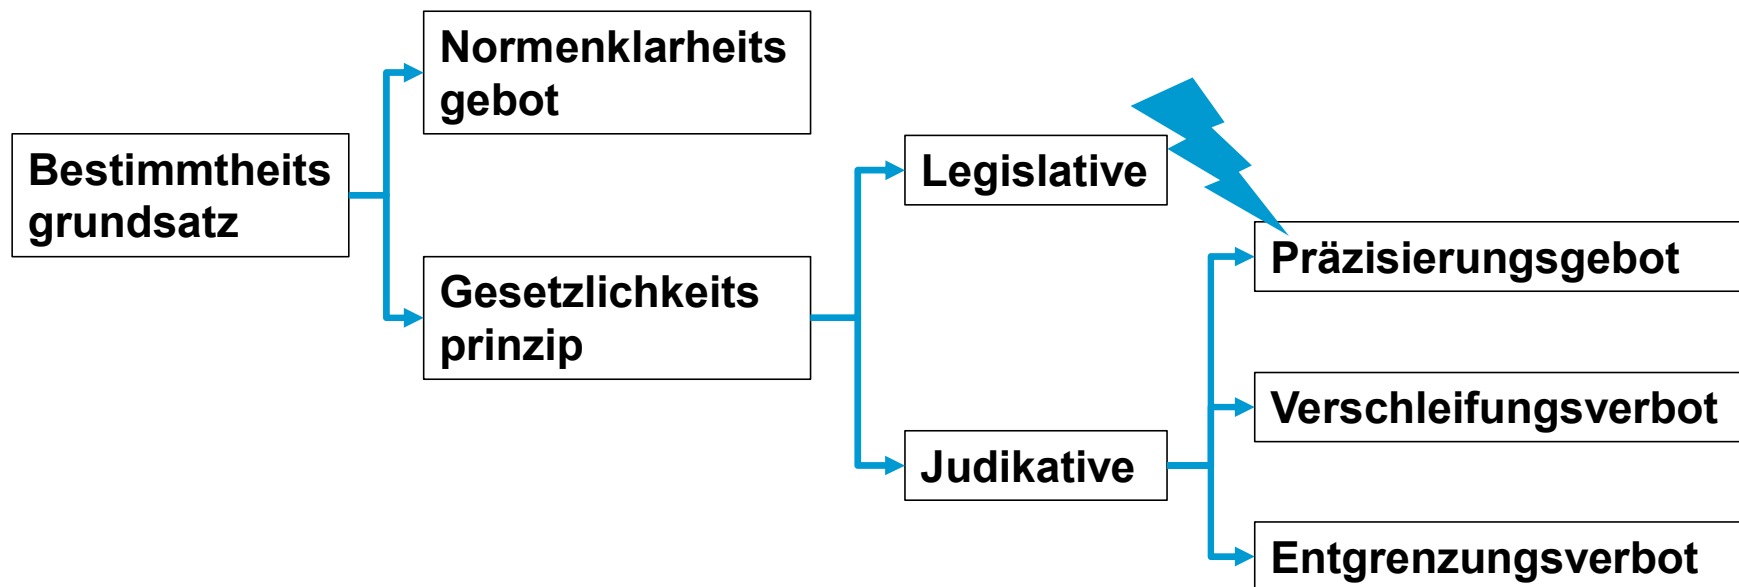 Normenklarheits
gebot
Bestimmtheits
grundsatz
Legislative
Gesetzlichkeits
prinzip
Präzisierungsgebot
Verschleifungsverbot
Judikative
Entgrenzungsverbot